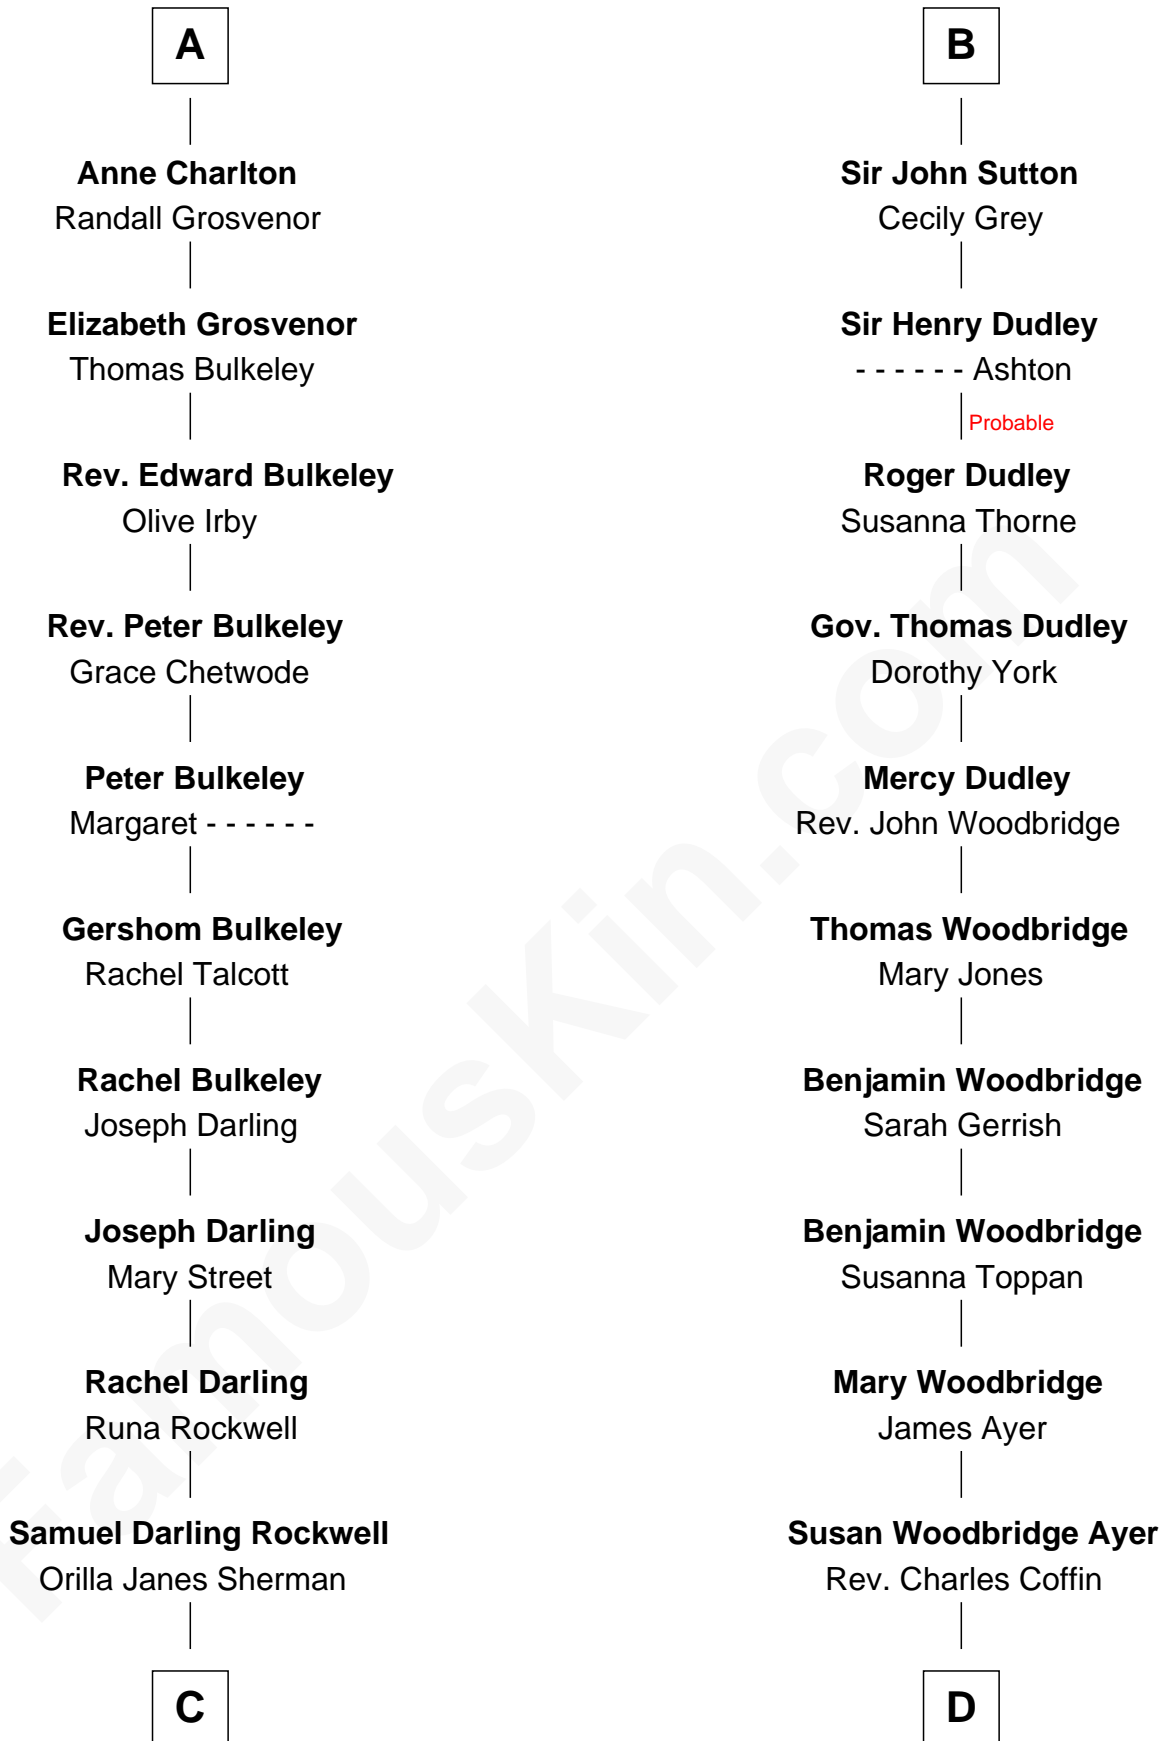 A
Anne Charlton
Randall Grosvenor
Elizabeth Grosvenor
Thomas Bulkeley
Rev. Edward Bulkeley
Olive Irby
Rev. Peter Bulkeley
Grace Chetwode
Peter Bulkeley
Margaret - - - - - -
Gershom Bulkeley
Rachel Talcott
Rachel Bulkeley
Joseph Darling
Joseph Darling
Mary Street
Rachel Darling
Runa Rockwell
Samuel Darling Rockwell
Orilla Janes Sherman
C
B
Sir John Sutton
Cecily Grey
Sir Henry Dudley
- - - - - - Ashton
Probable
Roger Dudley
Susanna Thorne
Gov. Thomas Dudley
Dorothy York
Mercy Dudley
Rev. John Woodbridge
Thomas Woodbridge
Mary Jones
Benjamin Woodbridge
Sarah Gerrish
Benjamin Woodbridge
Susanna Toppan
Mary Woodbridge
James Ayer
Susan Woodbridge Ayer
Rev. Charles Coffin
D
FamousKin.com